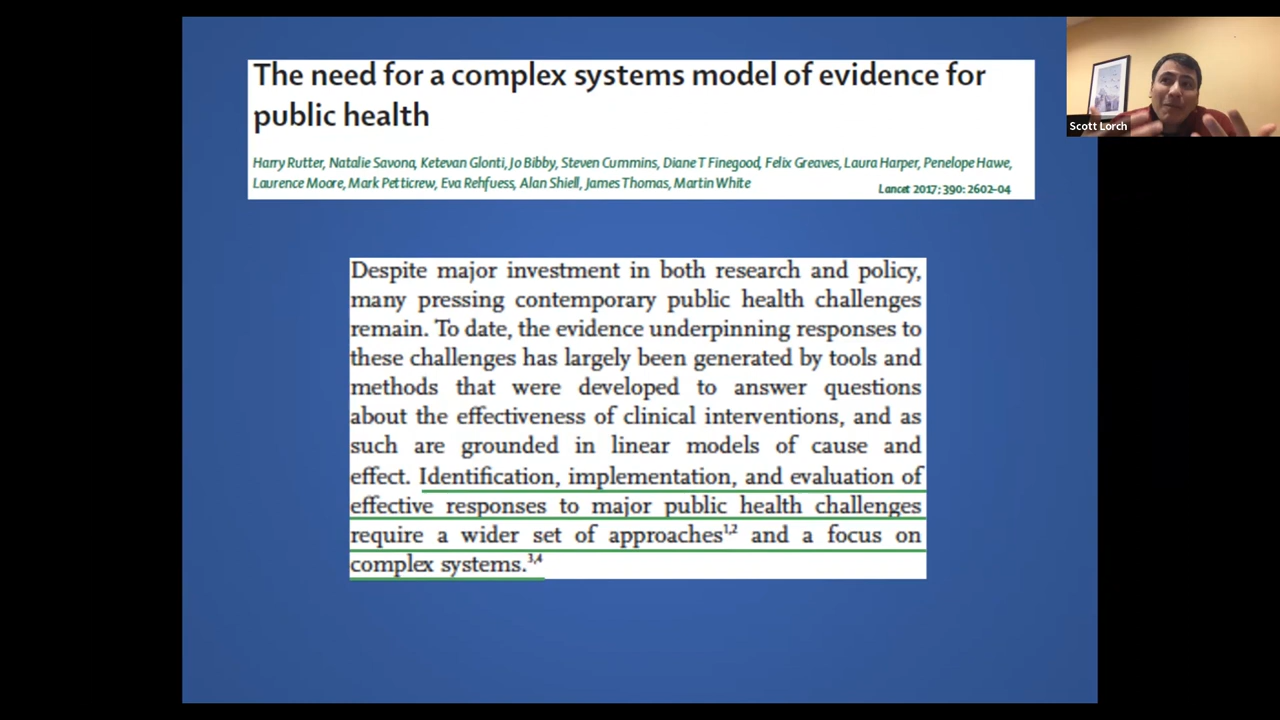 The need for a complex systems model of evidence for
public health
Harry Rutter, Natalie Savona, Ketevan Glonti, Jo Bibby, Steven Cummins, Diane T Finegood, Felix Greaves, Laura Harper, Penelope Hawe,
Laurence Moore, Mark Petticrew, Eva Rehfuess, Alan Shiell, James Thomas, Martin White
Lancet 2017; 390: 2602–04
Scott Lorch
Despite major investment in both research and policy,
many pressing contemporary public health challenges
remain. To date, the evidence underpinning responses to
these challenges has largely been generated by tools and
methods that were developed to answer questions
about the effectiveness of clinical interventions, and as
such are grounded in linear models of cause and
effect. Identification, implementation, and evaluation of
effective responses to major public health challenges
require a wider set of approaches1,2 and a focus on
complex systems.3,4